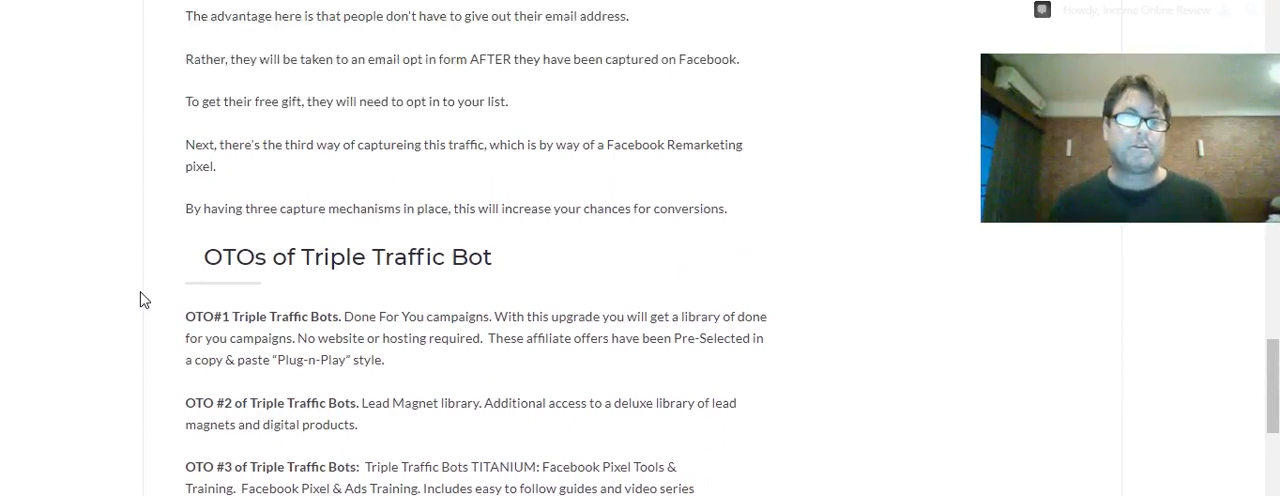 The advantage here is that people don't have to give out their email address.
Howdy, Income Online Review
Rather, they will be taken to an email opt in form AFTER they have been captured on Facebook.
To get their free gift, they will need to opt in to your list.
Next, there's the third way of captureing this traffic, which is by way of a Facebook Remarketing
pixel.
By having three capture mechanisms in place, this will increase your chances for conversions.
OTOs of Triple Traffic Bot
OTO#1 Triple Traffic Bots. Done For You campaigns. With this upgrade you will get a library of done
for you campaigns. No website or hosting required.  These affiliate offers have been Pre-Selected in
a copy & paste “Plug-n-Play” style.
OTO #2 of Triple Traffic Bots. Lead Magnet library. Additional access to a deluxe library of lead
magnets and digital products.
OTO #3 of Triple Traffic Bots:  Triple Traffic Bots TITANIUM: Facebook Pixel Tools &
Training.  Facebook Pixel & Ads Training. Includes easy to follow guides and video series